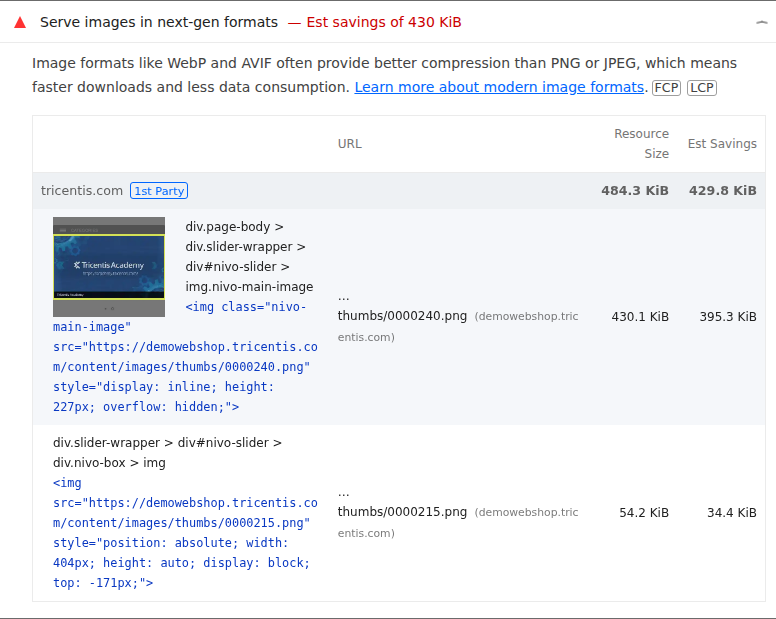 Serve images in next-gen formats — Est savings of 430 KiB
Image formats like WebP and AVIF often provide better compression than PNG or JPEG, which means
faster downloads and less data consumption. Learn more about modern image formats. FCP LCP
URL
Resource
Size
Est Savings
tricentis.com 1st Party 484.3 KiB 429.8 KiB
Tricentis Academy
div.page-body >
div.slider-wrapper >
div#nivo-slider >
img.nivo-main-image
<img class="nivo-
main-image"
src="https://demowebshop.tricentis.co
m/content/images/thumbs/0000240.png"
style="display: inline; height:
227px; overflow: hidden;">
...
thumbs/0000240.png (demowebshop.tric
entis.com)
430.1 KiB 395.3 KiB
div.slider-wrapper > div#nivo-slider >
div.nivo-box > img
<img
src="https://demowebshop.tricentis.co
m/content/images/thumbs/0000215.png"
style="position: absolute; width:
404px; height: auto; display: block;
top: -171px;">
...
thumbs/0000215.png (demowebshop.tric
entis.com)
54.2 KiB 34.4 KiB